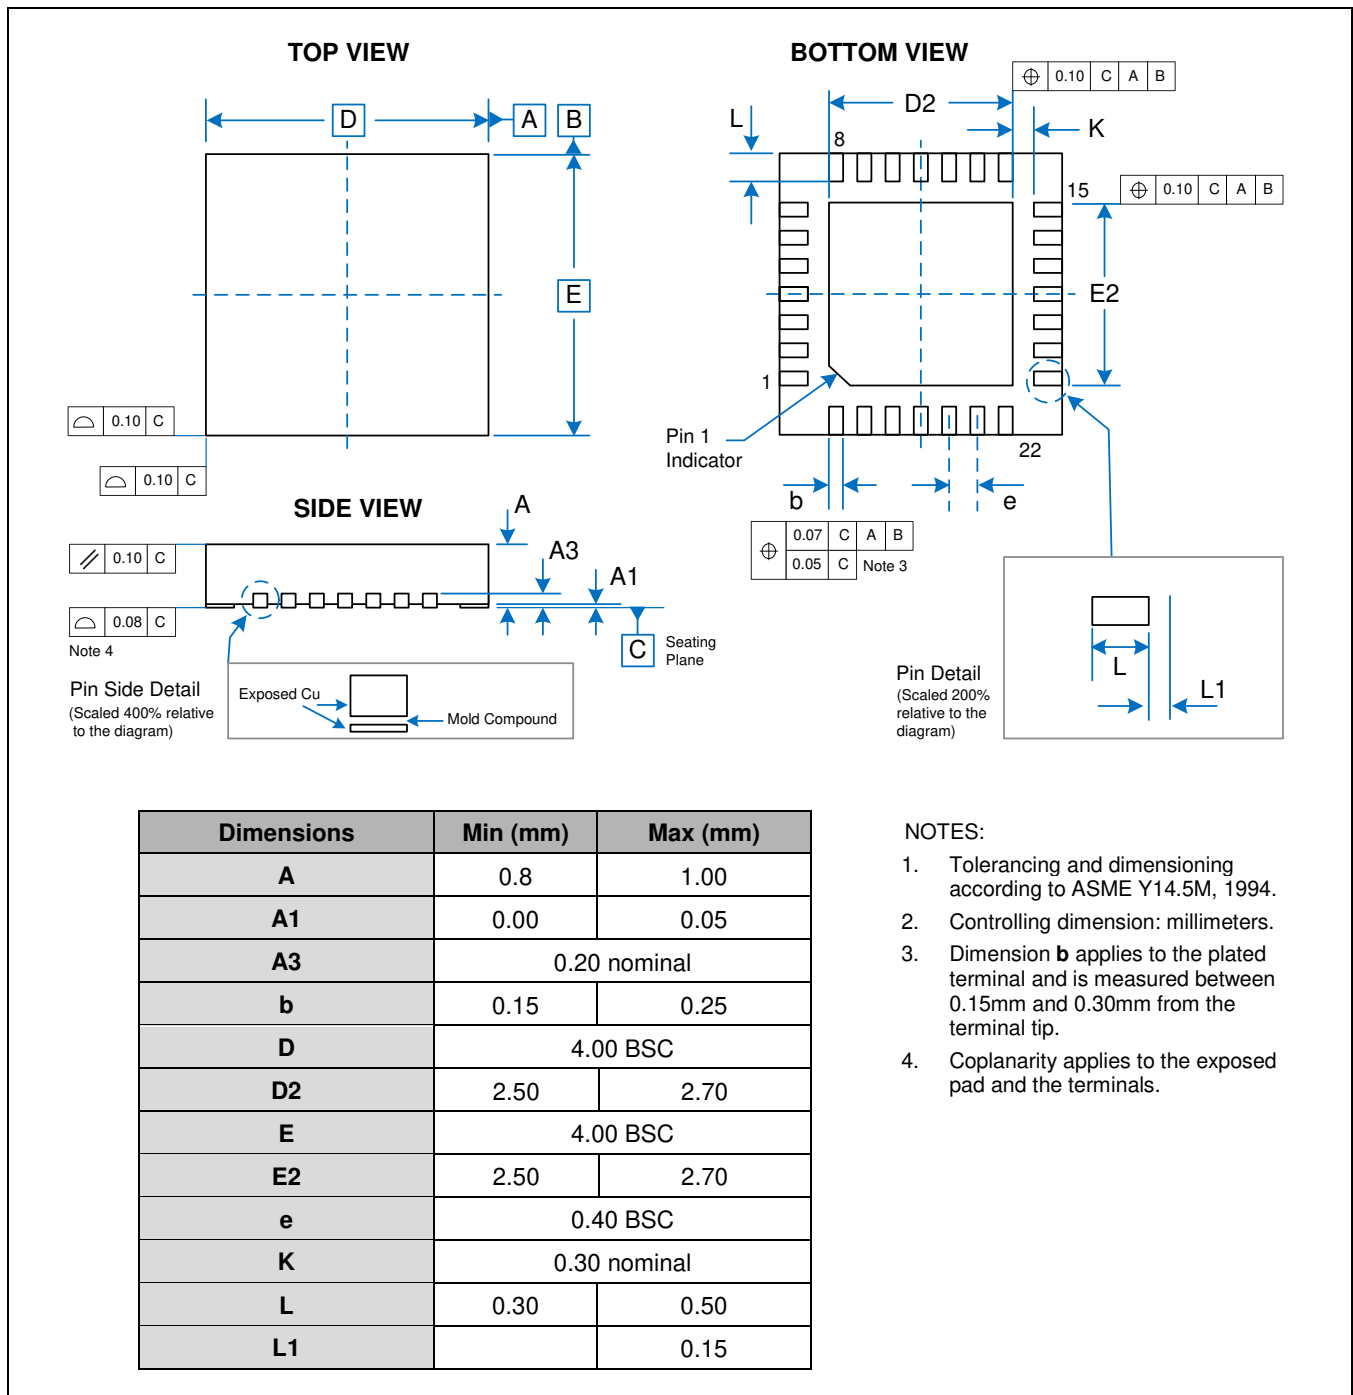 TOP VIEW
BOTTOM VIEW
⌖ 0.10 C A B
D
A
B
D2
L
8
K
15
⌖ 0.10 C A B
E
E2
1
⌓ 0.10 C
⌓ 0.10 C
Pin 1
Indicator
22
b
e
⌖ 0.07 C A B
0.05 C Note 3
SIDE VIEW
A
A3
A1
// 0.10 C
⌓ 0.08 C
Note 4
C
Seating
Plane
Pin Side Detail
(Scaled 400% relative
to the diagram)
Exposed Cu
Mold Compound
Pin Detail
(Scaled 200%
relative to the
diagram)
L
L1
Dimensions Min (mm) Max (mm)
A 0.8 1.00
A1 0.00 0.05
A3 0.20 nominal
b 0.15 0.25
D 4.00 BSC
D2 2.50 2.70
E 4.00 BSC
E2 2.50 2.70
e 0.40 BSC
K 0.30 nominal
L 0.30 0.50
L1 0.15
NOTES:
1. Tolerancing and dimensioning
according to ASME Y14.5M, 1994.
2. Controlling dimension: millimeters.
3. Dimension b applies to the plated
terminal and is measured between
0.15mm and 0.30mm from the
terminal tip.
4. Coplanarity applies to the exposed
pad and the terminals.